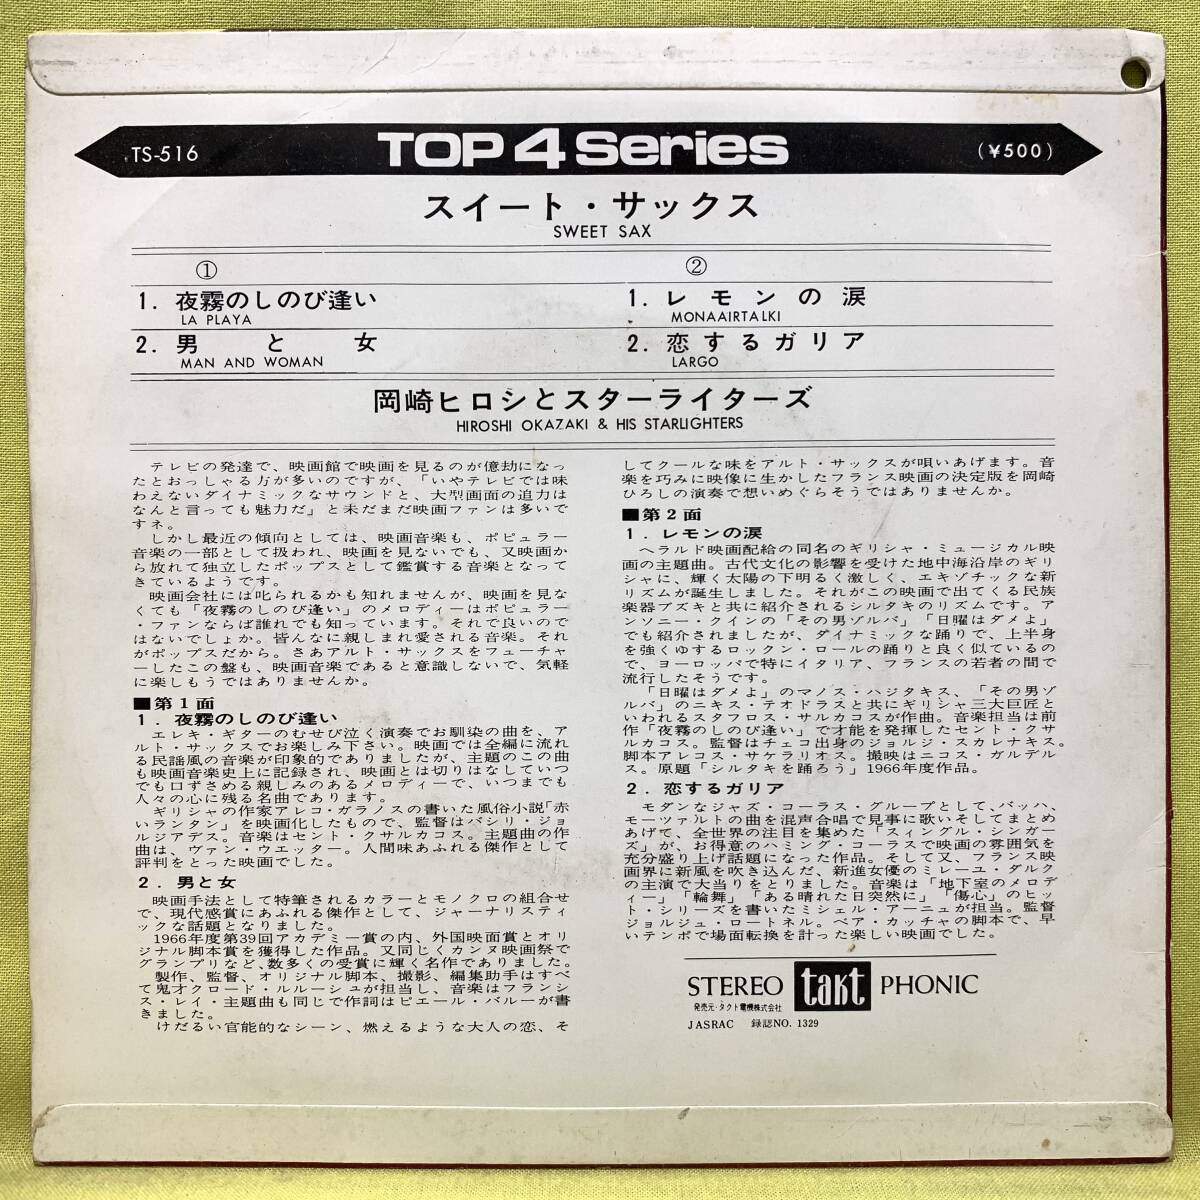 TS-516
TOP 4 Series
(¥500)
スイート・サックス
SWEET SAX
①
1. 夜霧のしのび逢い
LA PLAYA
2. 男と女
MAN AND WOMAN
②
1. レモンの涙
MONAAIRTALKI
2. 恋するガリア
LARGO
岡崎ヒロシとスターライターズ
HIROSHI OKAZAKI & HIS STARLIGHTERS
テレビの発達で、映画館で映画を見るのが億劫になっ
たとおっしゃる方が多いのですが、「いやテレビでは味
わえないダイナミックなサウンドと、大型画面の迫力は
なんと言っても魅力だ」と未だまだ映画ファンは多いで
すネ。
しかし最近の傾向としては、映画音楽も、ポピュラー
音楽の一部として扱われ、映画を見ないでも、又映画か
ら放れて独立したポップスとして鑑賞する音楽となって
きているようです。
映画会社には叱られるかも知れませんが、映画を見な
くても「夜霧のしのび逢い」のメロディーはポピュラー
・ファンならば誰れでも知っています。それで良いので
はないでしょか。皆んなに親しまれ愛される音楽。それ
がポップスだから。さあアルト・サックスをフューチャ
ーしたこの盤も、映画音楽であると意識しないで、気軽
に楽しもうではありませんか。
■第1面
1. 夜霧のしのび逢い
エレキ・ギターのむせび泣く演奏でお馴染の曲を、ア
ルト・サックスでお楽しみ下さい。映画では全編に流れ
る民謡風の音楽が印象的でありましたが、主題のこの曲
も映画音楽史上に記録され、映画とは切りはなしていつ
でも口ずさめる親しみのあるメロディーで、いつまでも
人々の心に残る名曲であります。
ギリシャの作家アレコ・ガラノスの書いた風俗小説「赤
いランタン」を映画化したもので、監督はバシリ・ジョ
ルジアデス。音楽はセント・クサルカコス。主題曲の作
曲は、ヴァン・ウエッター。人間味あふれる傑作として
評判をとった映画でした。
2. 男と女
映画手法として特筆されるカラーとモノクロの組合せ
で、現代感賞にあふれる傑作として、ジャーナリスティ
ックな話題となりました。
1966年度第39回アカデミー賞の内、外国映面賞とオリ
ジナル脚本賞を獲得した作品。又同じくカンヌ映画祭で
グランプリなど、数多くの受賞に輝く名作でありました。
製作、監督、オリジナル脚本、撮影、編集助手はすべ
て鬼才クロード・ルルーシュが担当し、音楽はフランシ
ス・レイ・主題曲も同じで作詞はピエール・バルーが書
きました。
けだるい官能的なシーン、燃えるような大人の恋、そ
してクールな味をアルト・サックスが唄いあげます。音
楽を巧みに映像に生かしたフランス映画の決定版を岡崎
ひろしの演奏で想いめぐらそうではありませんか。
■第2面
1. レモンの涙
ヘラルド映画配給の同名のギリシャ・ミュージカル映
画の主題曲。古代文化の影響を受けた地中海沿岸のギリ
シャに、輝く太陽の下明るく激しく、エキゾチックな新
リズムが誕生しました。それがこの映画で出てくる民族
楽器ブズキと共に紹介されるシルタキのリズムです。ア
ンソニー・クインの「その男ゾルバ」「日曜はダメよ」
でも紹介されましたが、ダイナミックな踊りで、上半身
を強くゆするロックン・ロールの踊りと良く似ているの
で、ヨーロッパで特にイタリア、フランスの若者の間で
流行したそうです。
「日曜はダメよ」のマノス・ハジタキス、「その男ゾ
ルバ」のニキス・テオドラスと共にギリシャ三大巨匠と
いわれるスタフロス・サルカコスが作曲。音楽担当は前
作「夜霧のしのび逢い」で才能を発揮したセント・クサ
ルカコス。監督はチェコ出身のジョルジ・スカレナキス。
脚本アレコス・サケラリオス。撮映はニコス・ガルデル
ス。原題「シルタキを踊ろう」1966年度作品。
2. 恋するガリア
モダンなジャズ・コーラス・グループとして、バッハ、
モーツァルトの曲を混声合唱で見事に歌いそしてまとめ
あげて、全世界の注目を集めた「スィングル・シンガー
ズ」が、お得意のハミング・コーラスで映画の雰囲気を
充分盛り上げ話題になった作品。そして又、フランス映
画界に新風を吹き込んだ、新進女優のミレーユ・ダルク
の主演で大当りをとりました。音楽は「地下室のメロデ
ィー」「輪舞」「ある晴れた日突然に」「傷心」のヒッ
ト・シリーズを書いたミシェル・アーニュが担当。監督
ジョルジュ・ロートネル。ベア・カッチャの脚本で、早
いテンポで場面転換を計った楽しい映画でした。
STEREO takt PHONIC
発売元・タクト電機株式会社
JASRAC 録認NO. 1329